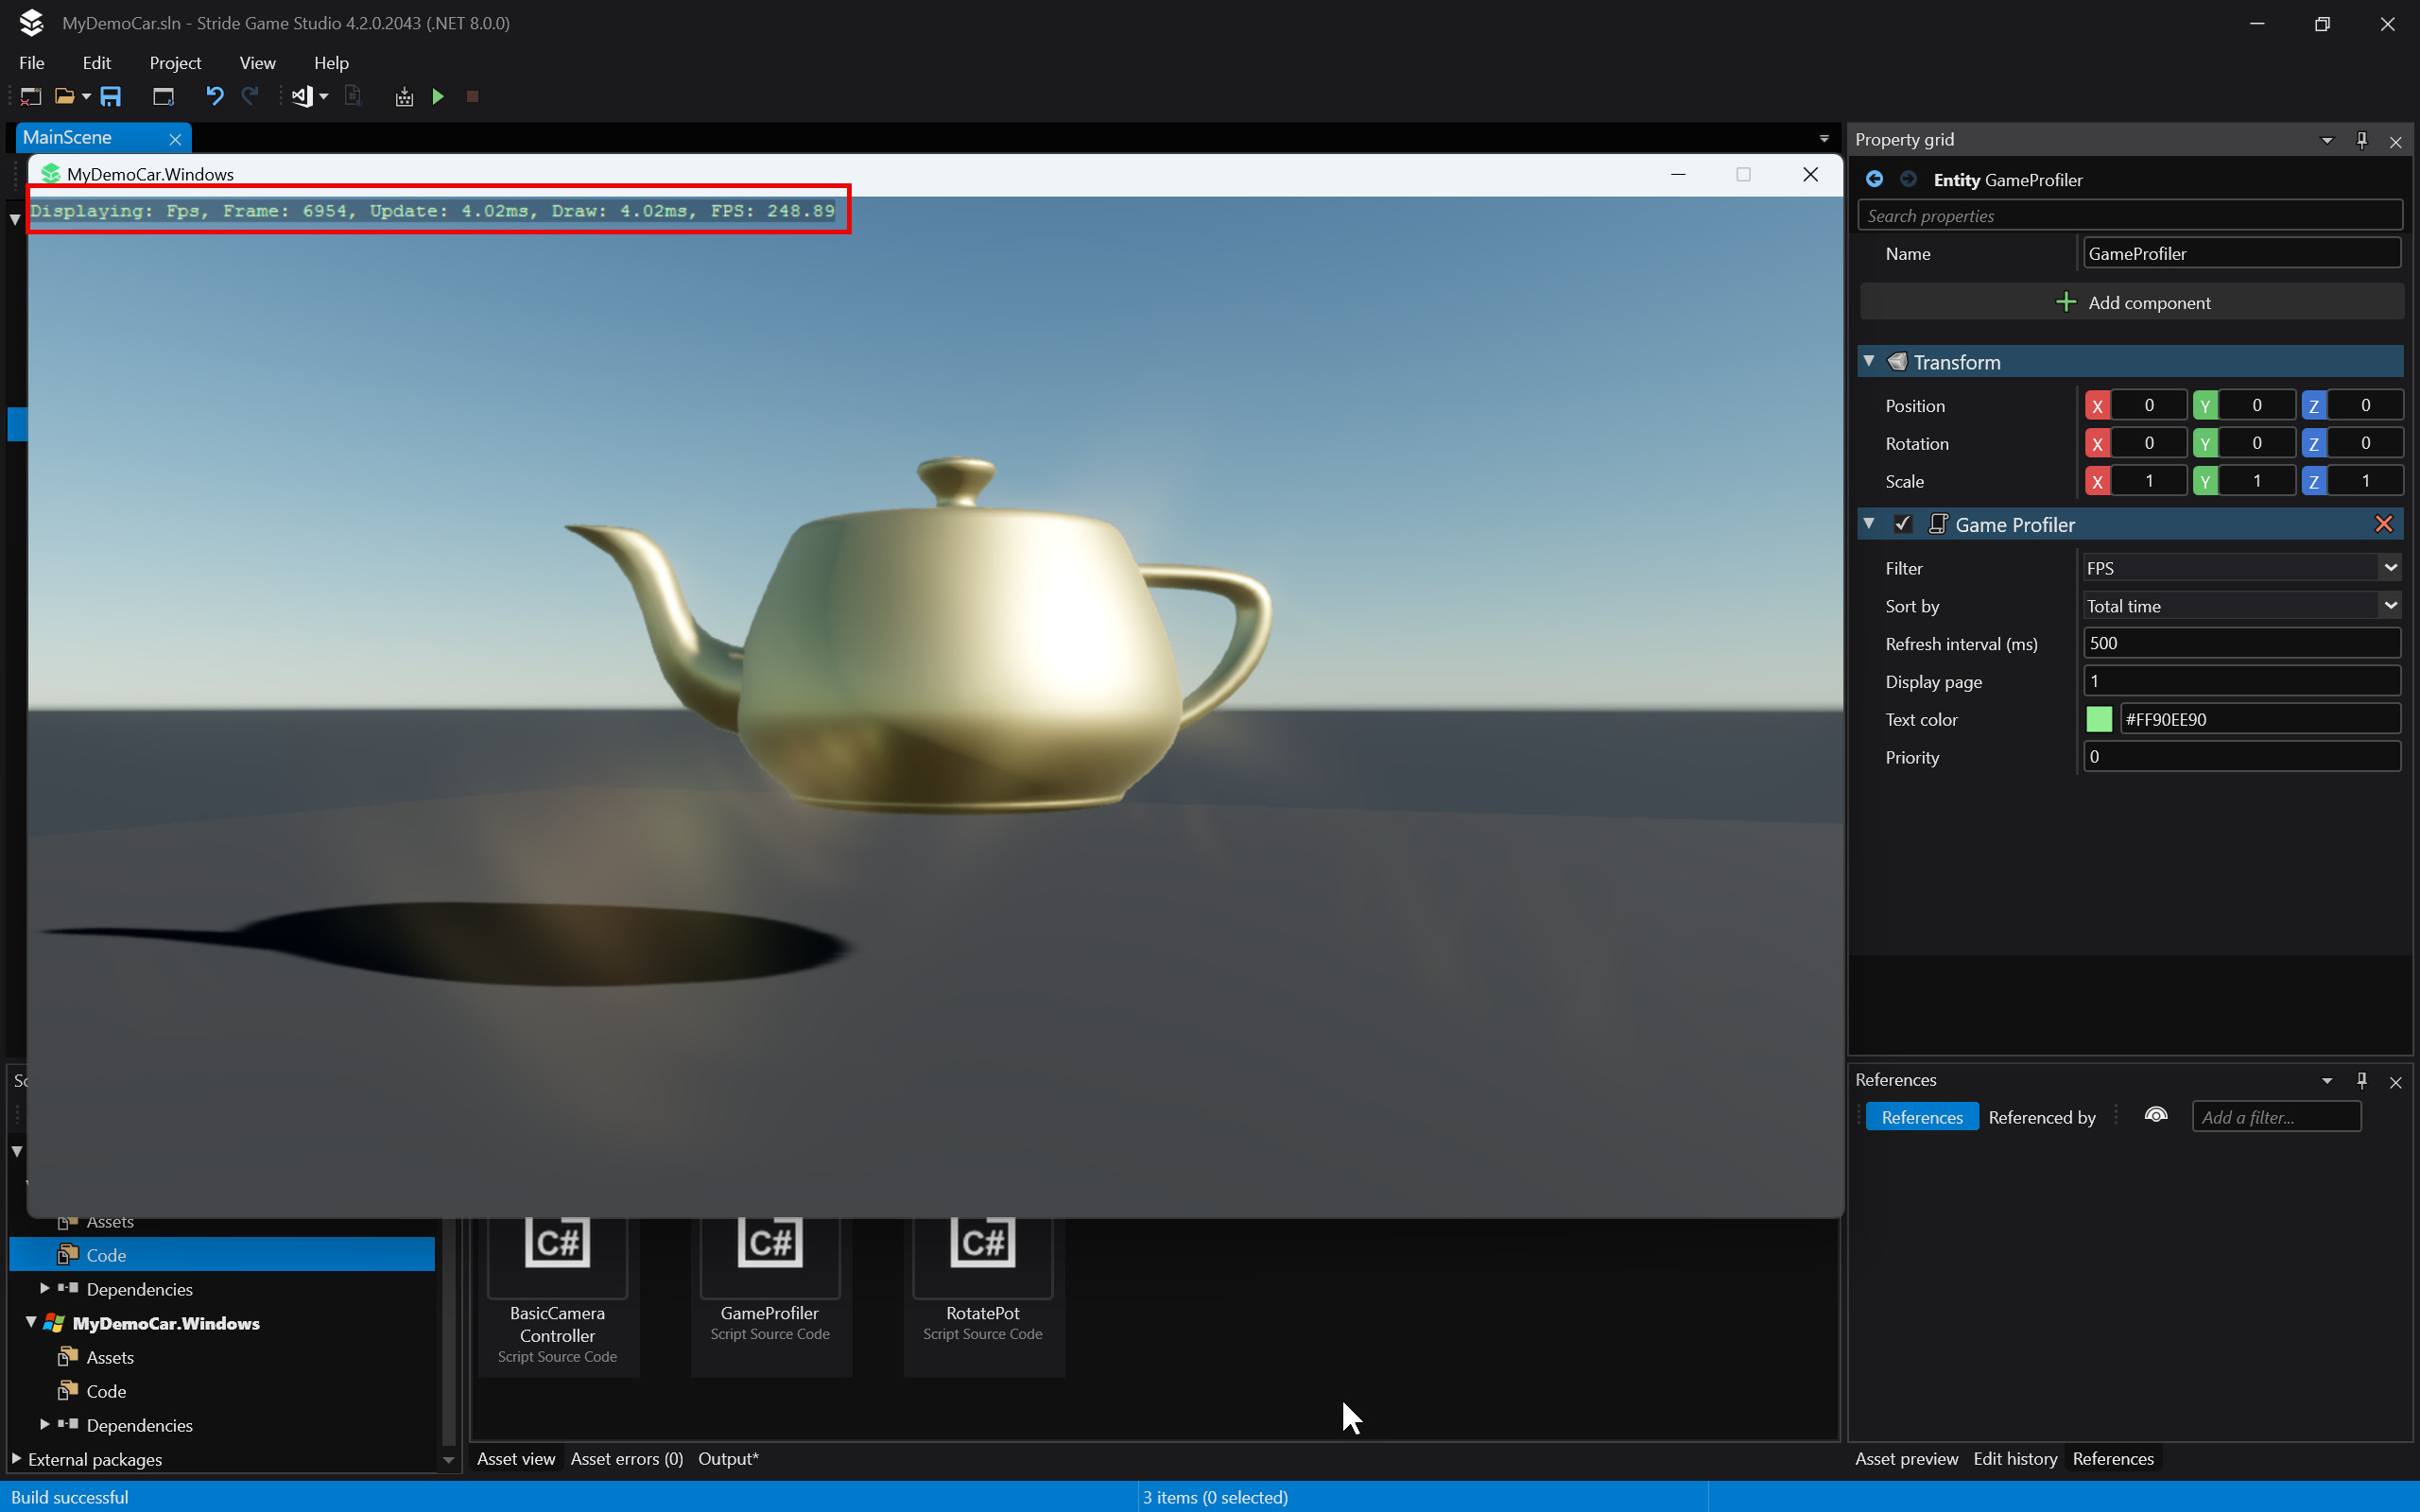 MyDemoCar.sln - Stride Game Studio 4.2.0.2043 (.NET 8.0.0)
File Edit Project View Help
MainScene
MyDemoCar.Windows
Displaying: Fps, Frame: 6954, Update: 4.02ms, Draw: 4.02ms, FPS: 248.89
Property grid
Entity GameProfiler
Search properties
Name GameProfiler
Add component
Transform
Position X 0 Y 0 Z 0
Rotation X 0 Y 0 Z 0
Scale X 1 Y 1 Z 1
Game Profiler
Filter FPS
Sort by Total time
Refresh interval (ms) 500
Display page 1
Text color #FF90EE90
Priority 0
References
References Referenced by Add a filter...
Assets
Code
Dependencies
MyDemoCar.Windows
Assets
Code
Dependencies
External packages
C#
BasicCamera
Controller
Script Source Code
C#
GameProfiler
Script Source Code
C#
RotatePot
Script Source Code
Asset view Asset errors (0) Output*
Asset preview Edit history References
Build successful
3 items (0 selected)